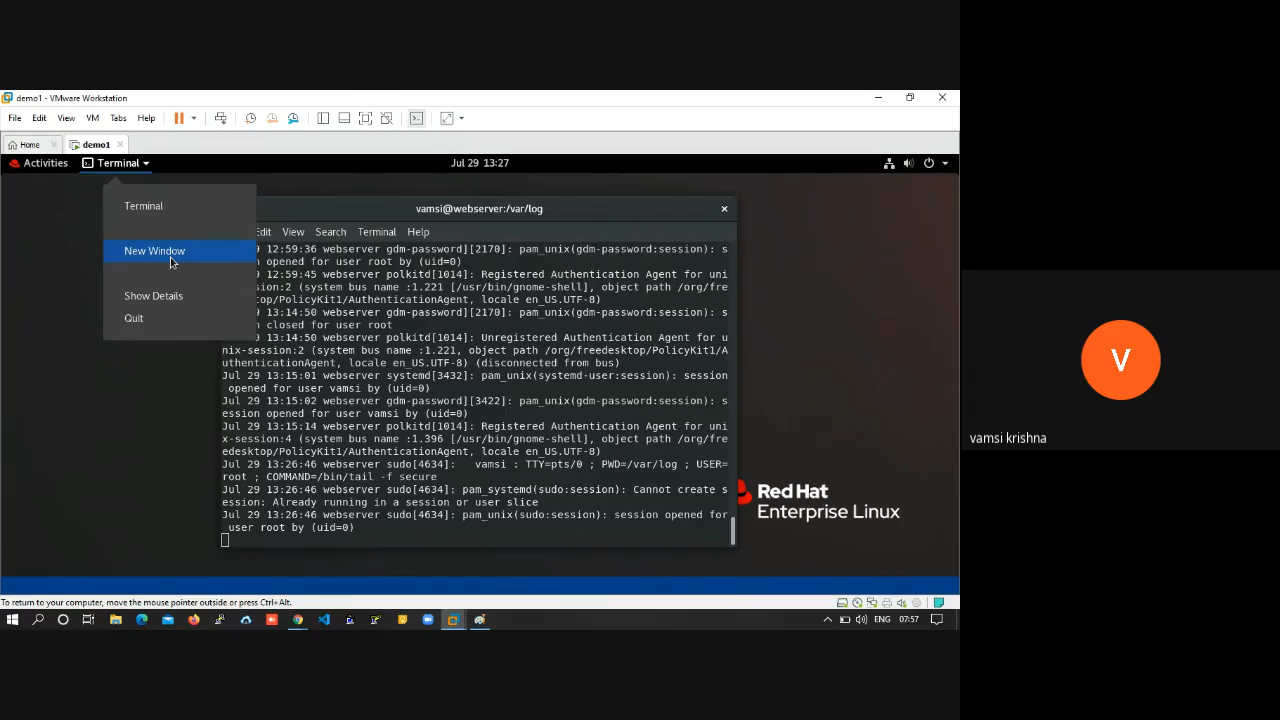 demo1 - VMware Workstation
File Edit View VM Tabs Help
Home demo1
Activities Terminal Jul 29 13:27
Terminal
New Window
Show Details
Quit
vamsi@webserver:/var/log
Edit View Search Terminal Help
9 12:59:36 webserver gdm-password][2170]: pam_unix(gdm-password:session): s
n opened for user root by (uid=0)
9 12:59:45 webserver polkitd[1014]: Registered Authentication Agent for uni
ssion:2 (system bus name :1.221 [/usr/bin/gnome-shell], object path /org/fre
ktop/PolicyKit1/AuthenticationAgent, locale en_US.UTF-8)
9 13:14:50 webserver gdm-password][2170]: pam_unix(gdm-password:session): s
n closed for user root
9 13:14:50 webserver polkitd[1014]: Unregistered Authentication Agent for u
nix-session:2 (system bus name :1.221, object path /org/freedesktop/PolicyKit1/A
uthenticationAgent, locale en_US.UTF-8) (disconnected from bus)
Jul 29 13:15:01 webserver systemd[3432]: pam_unix(systemd-user:session): session
opened for user vamsi by (uid=0)
Jul 29 13:15:02 webserver gdm-password][3422]: pam_unix(gdm-password:session): s
ession opened for user vamsi by (uid=0)
Jul 29 13:15:14 webserver polkitd[1014]: Registered Authentication Agent for uni
x-session:4 (system bus name :1.396 [/usr/bin/gnome-shell], object path /org/fre
edesktop/PolicyKit1/AuthenticationAgent, locale en_US.UTF-8)
Jul 29 13:26:46 webserver sudo[4634]: vamsi : TTY=pts/0 ; PWD=/var/log ; USER=
root ; COMMAND=/bin/tail -f secure
Jul 29 13:26:46 webserver sudo[4634]: pam_systemd(sudo:session): Cannot create s
ession: Already running in a session or user slice
Jul 29 13:26:46 webserver sudo[4634]: pam_unix(sudo:session): session opened for
user root by (uid=0)
Red Hat
Enterprise Linux
V
vamsi krishna
To return to your computer, move the mouse pointer outside or press Ctrl+Alt.
ENG 07:57